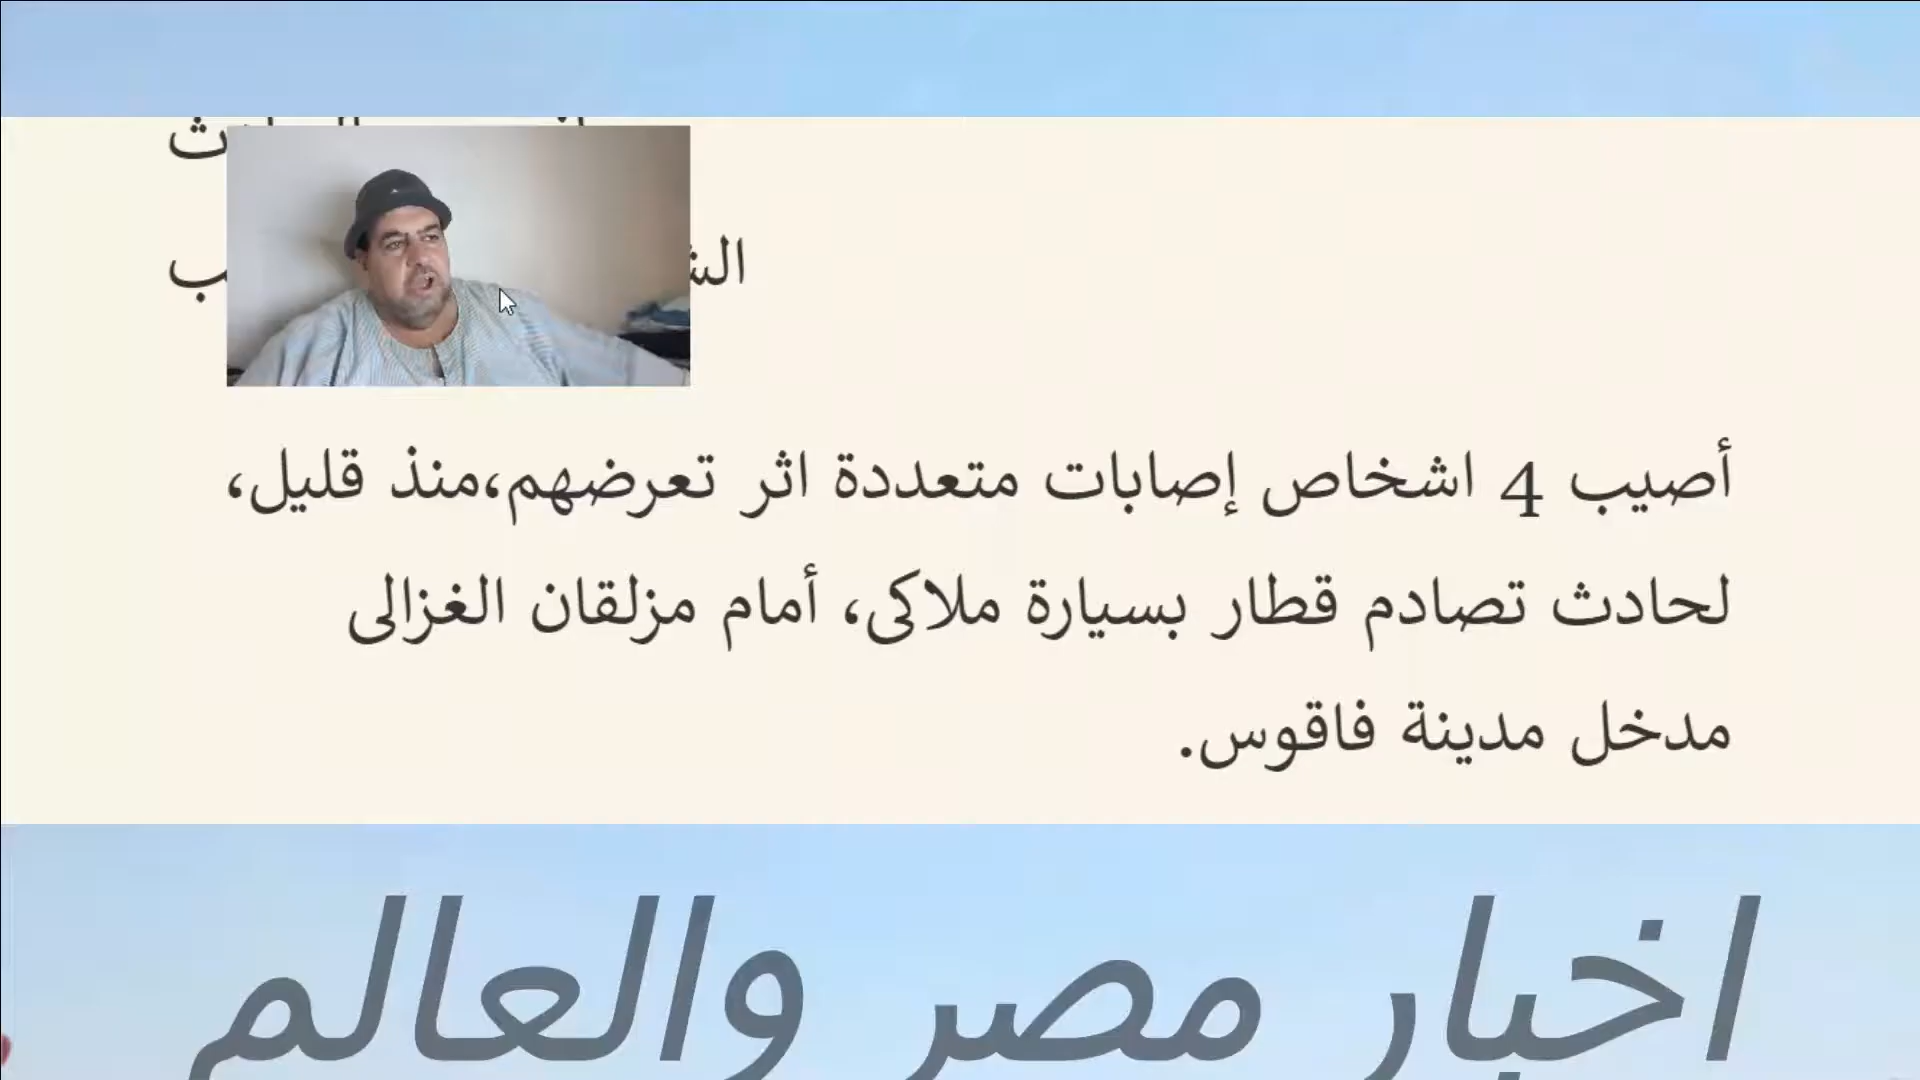 أصيب 4 اشخاص إصابات متعددة اثر تعرضهم،منذ قليل،
لحادث تصادم قطار بسيارة ملاكى، أمام مزلقان الغزالى
مدخل مدينة فاقوس.
اخبار مصر والعالم